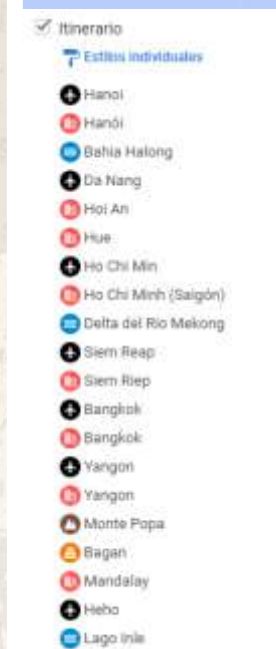 Itinerario
Estilos individuales
Hanoi
Hanói
Bahia Halong
Da Nang
Hoi An
Hue
Ho Chi Min
Ho Chi Minh (Saigón)
Delta del Rio Mekong
Siem Reap
Siem Riep
Bangkok
Bangkok
Yangon
Yangon
Monte Popa
Bagan
Mandalay
Heho
Lago Inle